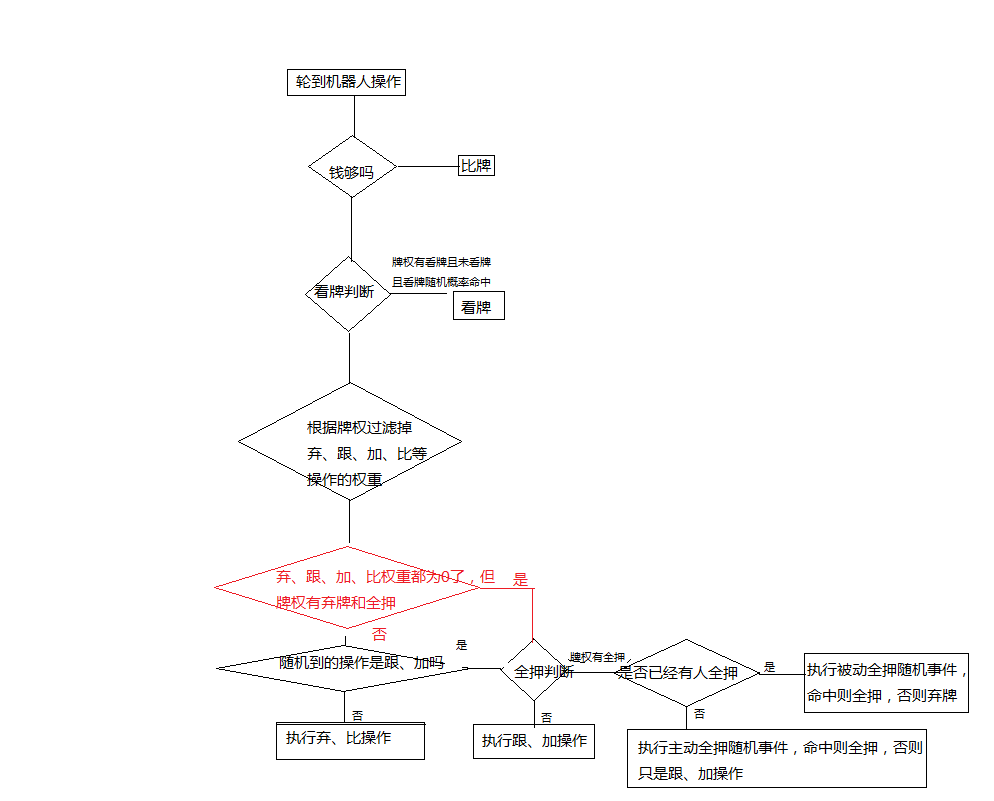 轮到机器人操作
钱够吗
比牌
牌权有看牌且未看牌
且看牌随机概率命中
看牌判断
看牌
根据牌权过滤掉
弃、跟、加、比等
操作的权重
弃、跟、加、比权重都为0了，但
牌权有弃牌和全押
是
否
随机到的操作是跟、加吗
是
全押判断
牌权有全押
是否已经有人全押
是
执行被动全押随机事件，
命中则全押，否则弃牌
否
执行弃、比操作
否
执行跟、加操作
否
执行主动全押随机事件，命中则全押，否则
只是跟、加操作